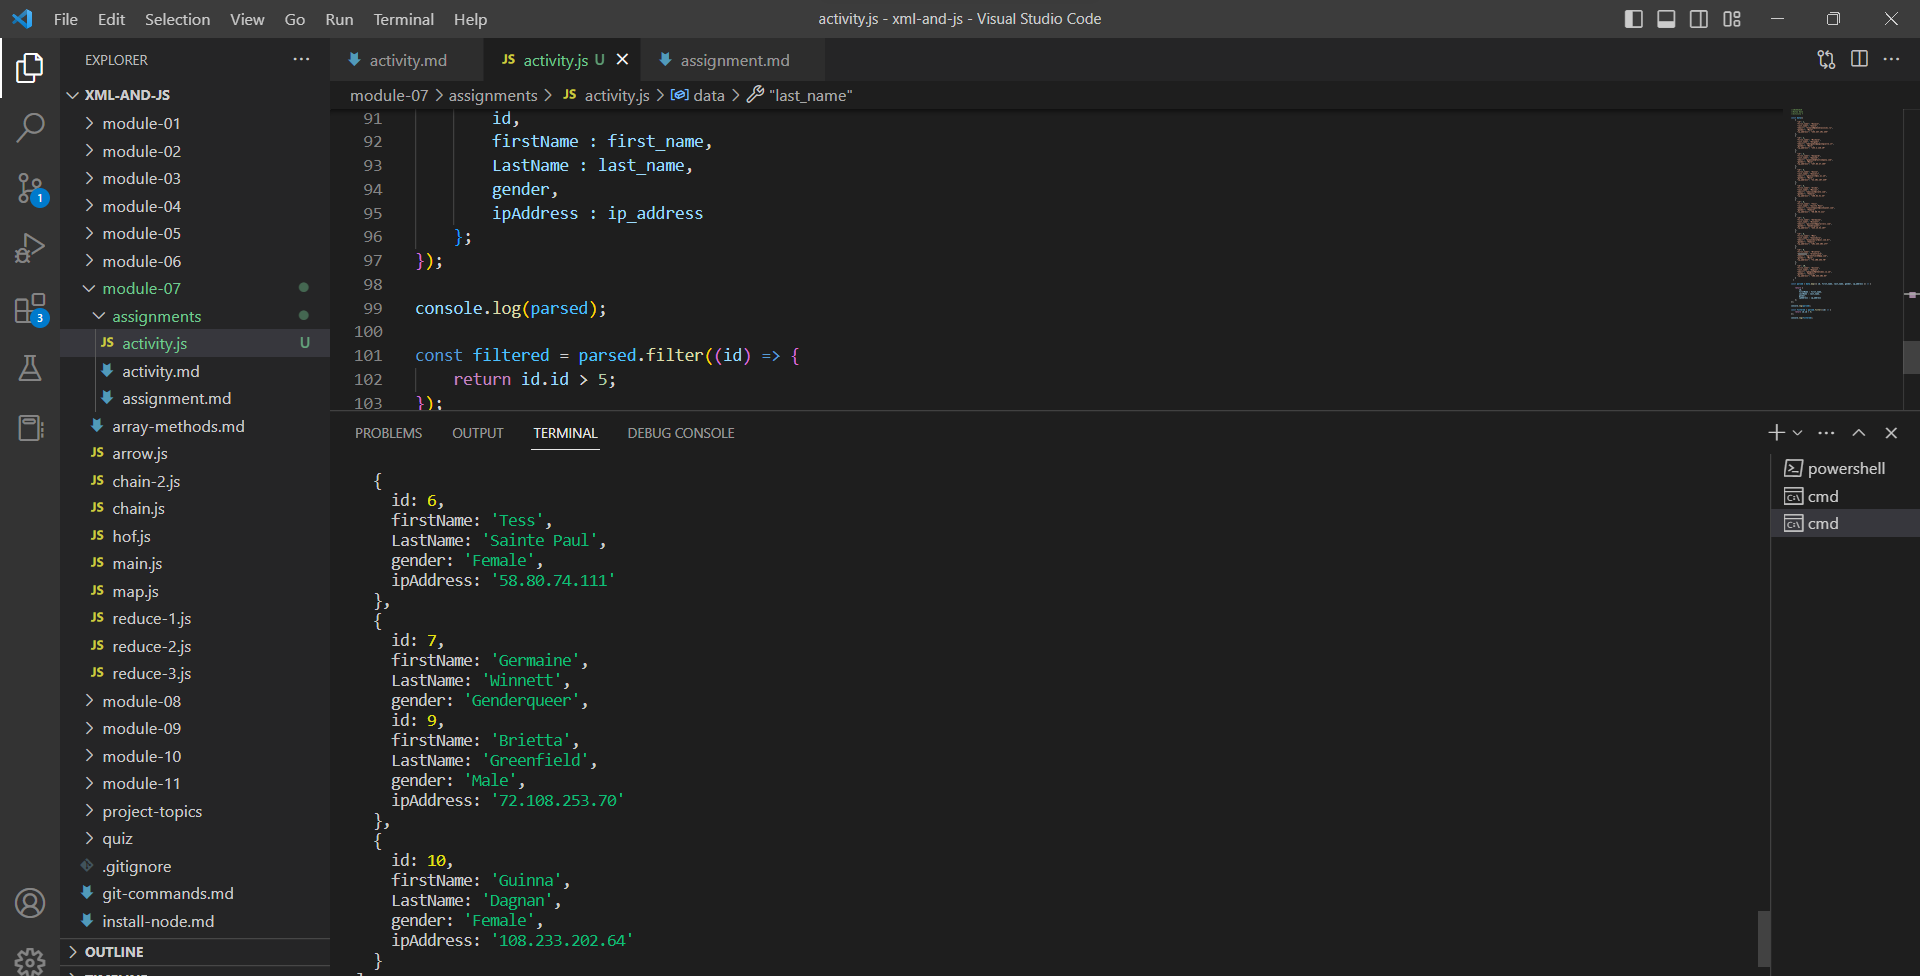 File Edit Selection View Go Run Terminal Help
activity.js - xml-and-js - Visual Studio Code
EXPLORER
XML-AND-JS
module-01
module-02
module-03
module-04
module-05
module-06
module-07
assignments
JS activity.js U
activity.md
assignment.md
array-methods.md
JS arrow.js
JS chain-2.js
JS chain.js
JS hof.js
JS main.js
JS map.js
JS reduce-1.js
JS reduce-2.js
JS reduce-3.js
module-08
module-09
module-10
module-11
project-topics
quiz
.gitignore
git-commands.md
install-node.md
OUTLINE
1
3
activity.md JS activity.js U assignment.md
module-07 > assignments > JS activity.js > data > "last_name"
91 id,
92 firstName : first_name,
93 LastName : last_name,
94 gender,
95 ipAddress : ip_address
96 };
97 });
98
99 console.log(parsed);
100
101 const filtered = parsed.filter((id) => {
102 return id.id > 5;
103 });
PROBLEMS OUTPUT TERMINAL DEBUG CONSOLE
{
id: 6,
firstName: 'Tess',
LastName: 'Sainte Paul',
gender: 'Female',
ipAddress: '58.80.74.111'
},
{
id: 7,
firstName: 'Germaine',
LastName: 'Winnett',
gender: 'Genderqueer',
id: 9,
firstName: 'Brietta',
LastName: 'Greenfield',
gender: 'Male',
ipAddress: '72.108.253.70'
},
{
id: 10,
firstName: 'Guinna',
LastName: 'Dagnan',
gender: 'Female',
ipAddress: '108.233.202.64'
}
powershell
cmd
cmd